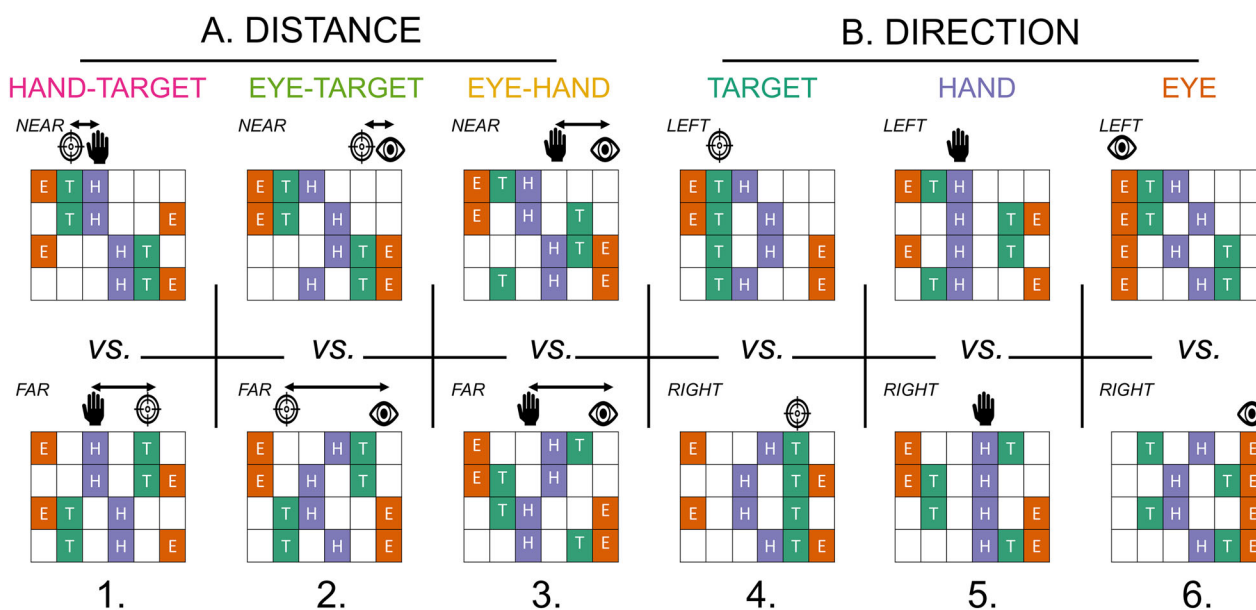 A. DISTANCE B. DIRECTION
HAND-TARGET EYE-TARGET EYE-HAND TARGET HAND EYE
NEAR NEAR NEAR LEFT LEFT LEFT
E T H E T H E T H E T H E T H E T H
T H E E T H E H T E T H H T E E T H
E H T H T E H T E T H E E H T E H T
H T E H T E T H E T H E T H E E H T
vs. vs. vs. vs. vs. vs.
FAR FAR FAR RIGHT RIGHT RIGHT
E H T E H T E H T E H T E H T T H E
H T E E H T E T H H T E E T H H T E
E T H T H E T H E E H T T H E T H E
T H E T H E H T E H T E H T E H T E
1. 2. 3. 4. 5. 6.